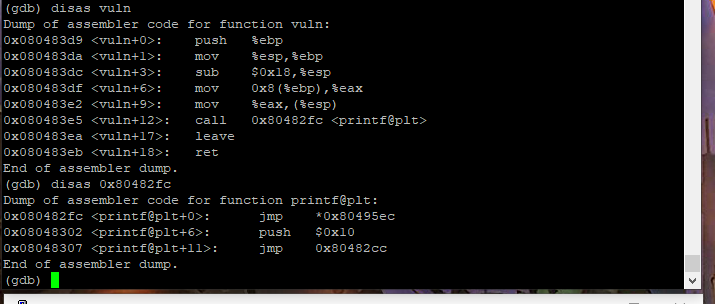 (gdb) disas vuln
Dump of assembler code for function vuln:
0x080483d9 <vuln+0>:    push   %ebp
0x080483da <vuln+1>:    mov    %esp,%ebp
0x080483dc <vuln+3>:    sub    $0x18,%esp
0x080483df <vuln+6>:    mov    0x8(%ebp),%eax
0x080483e2 <vuln+9>:    mov    %eax,(%esp)
0x080483e5 <vuln+12>:   call   0x80482fc <printf@plt>
0x080483ea <vuln+17>:   leave
0x080483eb <vuln+18>:   ret
End of assembler dump.
(gdb) disas 0x80482fc
Dump of assembler code for function printf@plt:
0x080482fc <printf@plt+0>:      jmp    *0x80495ec
0x08048302 <printf@plt+6>:      push   $0x10
0x08048307 <printf@plt+11>:     jmp    0x80482cc
End of assembler dump.
(gdb)